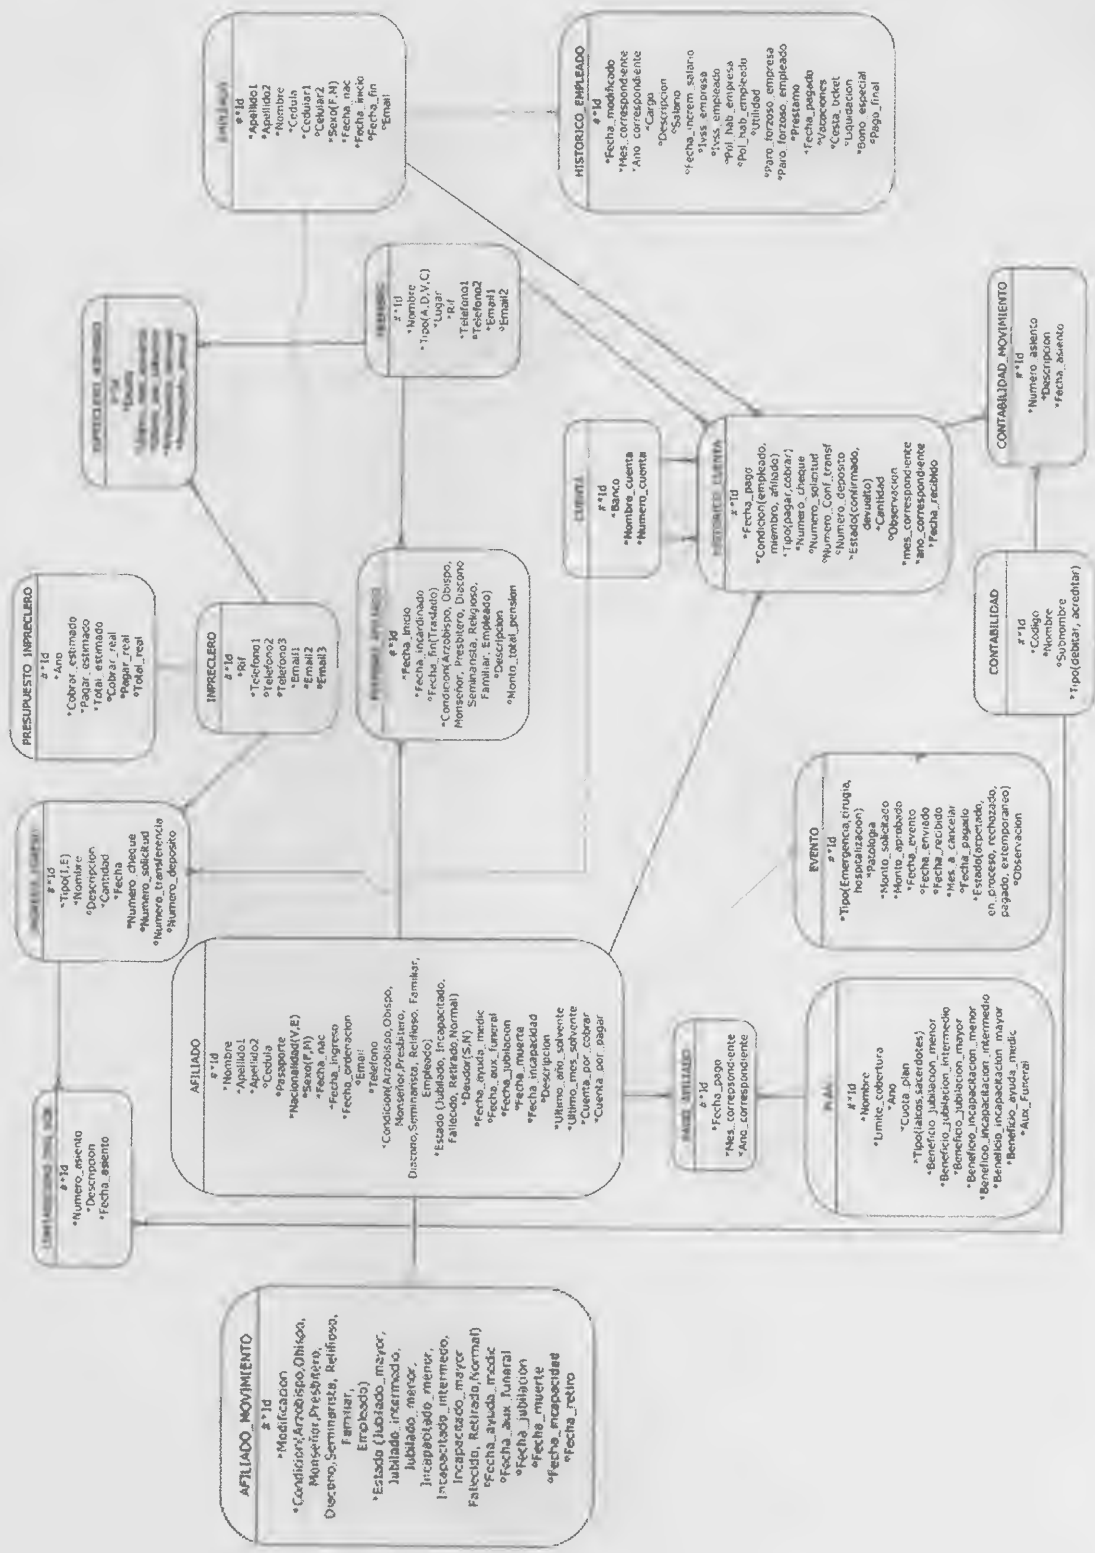 AFILIADO_MOVIMIENTO
#*Id
*Modificacion
*Condicion(Arzobispo,Obispo,
Monseñor,Presbitero,
Diacono,Seminarista, Relifioso,
Familiar,
Empleado)
*Estado (Jubilado_mayor,
Jubilado_intermedio,
Jubilado_menor,
Incapacitado_menor,
Incapacitado_intermedo,
Incapacitado_mayor
Fallecido, Retirado,Normal)
°Fecha_ayuda_medic
°Fecha_aux_funeral
°Fecha_jubilacion
°Fecha_muerte
°Fecha_incapacidad
°Fecha_retiro
#*Id
*Numero_asiento
*Descripcion
*Fecha_asiento
AFILIADO
#*Id
*Nombre
*Apellido1
*Apellido2
*Cedula
*Pasaporte
*Nacionalidad(V,E)
*Sexo(F,M)
*Fecha_nac
*Fecha_ingreso
°Fecha_ordenacion
°Email
°Telefono
*Condicion(Arzobispo,Obispo,
Monseñor,Presbitero,
Diacono,Seminarista, Relifioso, Familiar,
Empleado)
*Estado (Jubilado, Incapacitado,
Fallecido, Retirado,Normal)
*Deudor(S,N)
°Fecha_ayuda_medic
°Fecha_aux_funeral
°Fecha_jubilacion
°Fecha_muerte
°Fecha_incapacidad
°Descripcion
*Ultimo_año_solvente
*Ultimo_mes_solvente
°Cuenta_por_cobrar
°Cuenta_por_pagar
PAGO_AFILIADO
#*Id
*Fecha_pago
*Mes_corresponente
*Ano_correspondiente
PLAN
#*Id
*Nombre
*Limite_cobertura
*Ano
*Cuota_plan
*Tipo(laicos,sacerdotes)
*Beneficio_jubilacion_menor
*Beneficio_jubilacion_intermedio
*Beneficio_jubilacion_mayor
*Beneficio_incapacitacion_menor
*Beneficio_incapacitacion_intermedio
*Beneficio_incapacitacion_mayor
*Beneficio_ayuda_medic
*Aux_Funeral
#*Id
*Tipo(I,E)
*Nombre
*Descripcion
*Cantidad
*Fecha
°Numero_cheque
°Numero_solicitud
°Numero_transferencia
°Numero_deposito
EVENTO
#*Id
*Tipo(Emergencia,cirugia,
hospitalizacion)
*Patologia
*Monto_solicitado
*Monto_aprobado
*Fecha_evento
°Fecha_enviado
°Fecha_recibido
°Mes_a_cancelar
°Fecha_pagado
en_proceso, rechozado,
pagado, extemporaneo)
°Observacion
PRESUPUESTO INPRECLERO
#*Id
*Ano
*Cobrar_estimado
*Pagar_estimado
*Total_estimado
°Cobrar_real
°Pagar_real
°Total_real
INPRECLERO
#*Id
*Rif
*Telefono1
°Telefono2
°Telefono3
*Email1
°Email2
°Email3
#*Id
*Fecha_inicio
*Fecha_incardinado
°Fecha_fin(Traslado)
*Condicion(Arzobispo, Obispo,
Monseñor, Presbitero, Diacono
Seminarista, Religioso,
Familiar, Empleado)
°Descripcion
*Monto_total_pension
CONTABILIDAD
#*Id
*Codigo
*Nombre
*Subnombre
*Tipo(debitar, acreditar)
CUENTA
#*Id
*Banco
*Nombre_cuenta
*Numero_cuenta
HISTORICO_CUENTA
#*Id
*Fecha_pago
*Condicion(empleado,
miembro, afiliado)
*Tipo(pagar,cobrar)
°Numero_cheque
°Numero_solicitud
°Numero_Conf_transf
°Numero_deposito
*Estado(confirmado,
devuelto)
*Cantidad
°Observacion
*mes_correspondiente
*ano_correspondiente
°Fecha_recibido
CONTABILIDAD_MOVIMIENTO
#*Id
*Numero_asiento
*Descripcion
*Fecha_asiento
#*Id
#*Id
*Nombre
*Tipo(A,D,V,C)
*Lugar
*Rif
*Telefono1
°Telefono2
*Email1
°Email2
#*Id
*Apellido1
*Apellido2
*Nombre
*Cedula
*Celular1
°Celular2
*Sexo(F,M)
*Fecha_nac
*Fecha_inicio
°Fecha_fin
°Email
HISTORICO_EMPLEADO
#*Id
*Fecha_modificado
*Mes_correspondiente
*Ano_correspondiente
*Cargo
°Descripcion
*Salario
°Fecha_increm_salario
°Ivss_empresa
°Ivss_empleado
°Pol_hab_empresa
°Pol_hab_empleado
°Utilidad
°Paro_forzoso_empresa
°Paro_forzoso_empleado
°Prestamo
*Fecha_pagado
°Vacaciones
°Liquidacion
°Bono_especial
°Pago_final